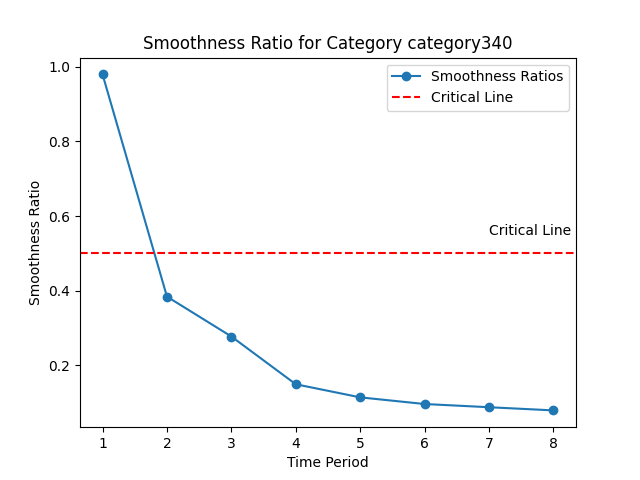 Smoothness Ratio for Category category340
Smoothness Ratios
Critical Line
Critical Line
Smoothness Ratio
1.0
0.8
0.6
0.4
0.2
1 2 3 4 5 6 7 8
Time Period